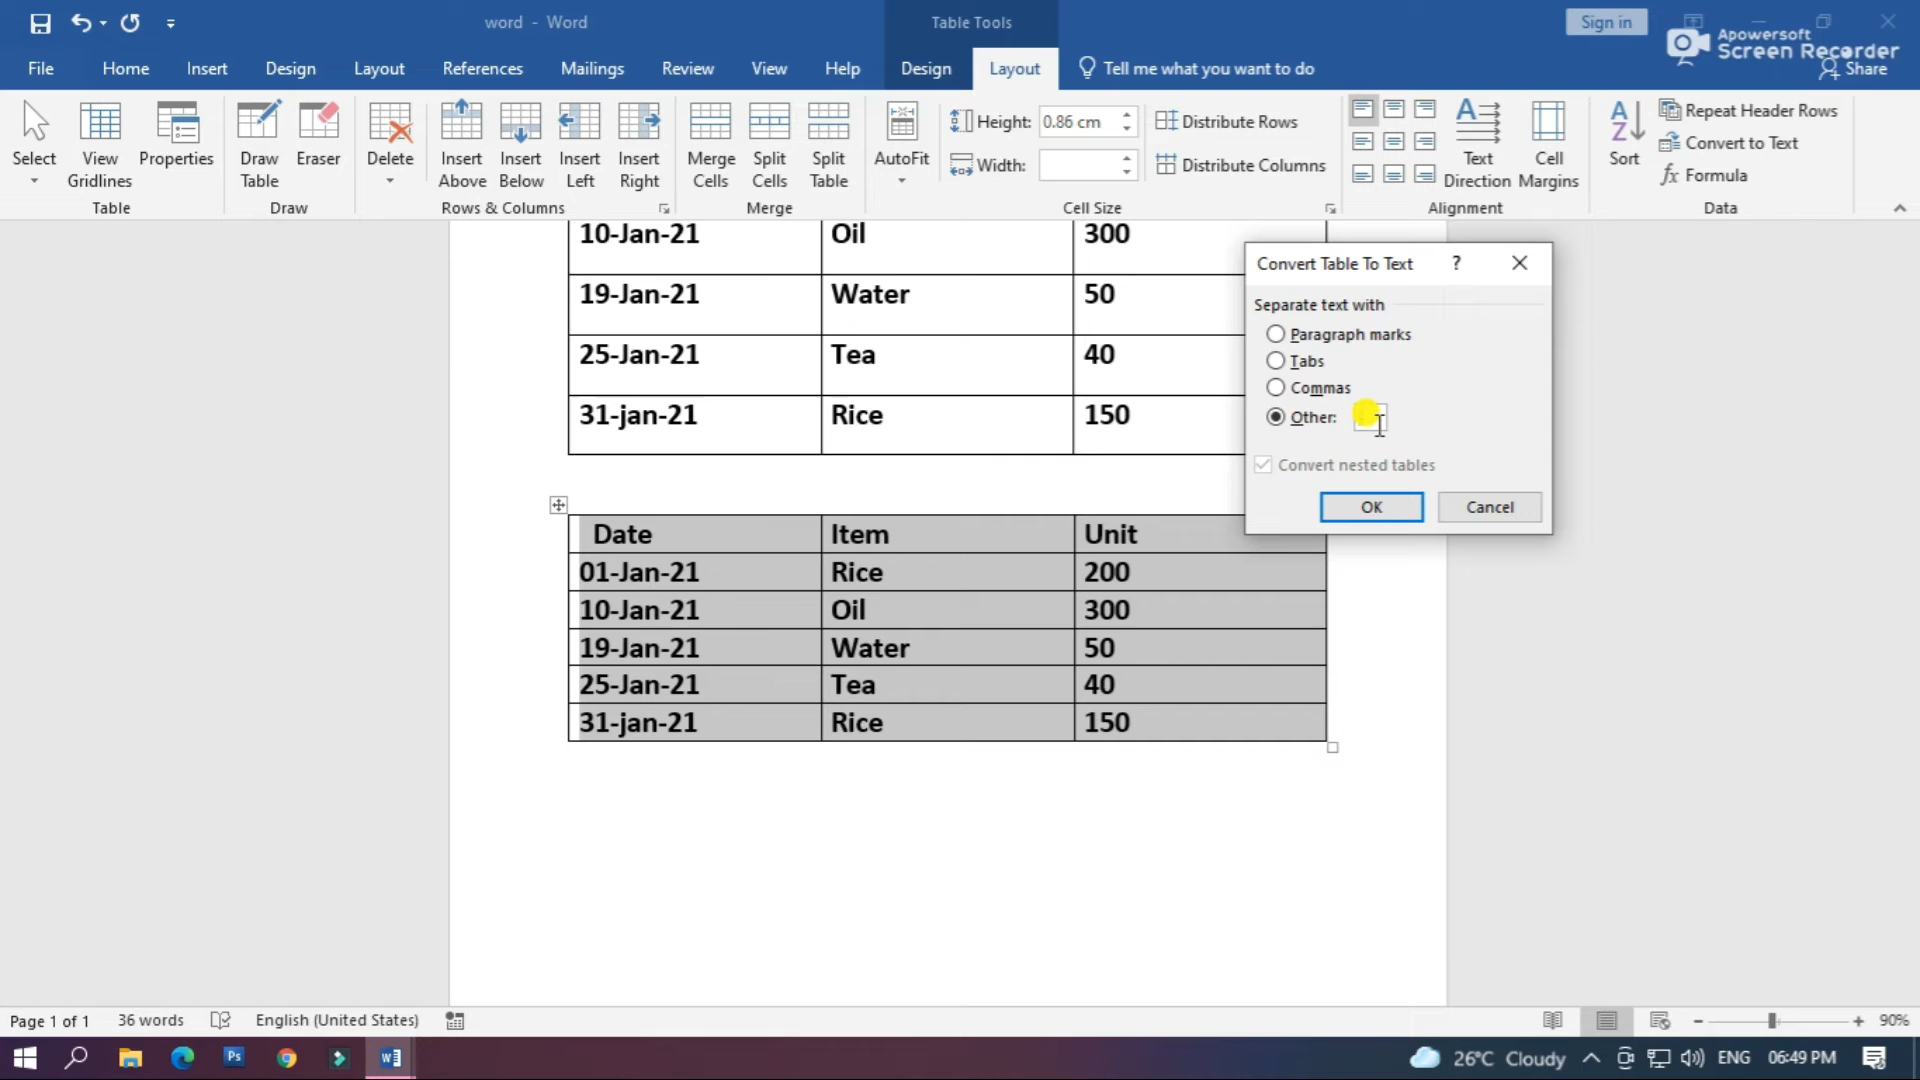 word - Word
Table Tools
Sign in
Apowersoft
Screen Recorder
File Home Insert Design Layout References Mailings Review View Help Design Layout Tell me what you want to do Share
Select
View
Gridlines
Properties
Table
Draw
Table
Eraser
Draw
Delete
Insert
Above
Insert
Below
Insert
Left
Insert
Right
Rows & Columns
Merge
Cells
Split
Cells
Split
Table
Merge
AutoFit
Height: 0.86 cm
Width:
Distribute Rows
Distribute Columns
Cell Size
Text
Direction
Cell
Margins
Alignment
Sort
Repeat Header Rows
Convert to Text
fx Formula
Data
10-Jan-21 Oil 300
19-Jan-21 Water 50
25-Jan-21 Tea 40
31-jan-21 Rice 150
Convert Table To Text ?
Separate text with
Paragraph marks
Tabs
Commas
Other:
Convert nested tables
OK Cancel
Date Item Unit
01-Jan-21 Rice 200
10-Jan-21 Oil 300
19-Jan-21 Water 50
25-Jan-21 Tea 40
31-jan-21 Rice 150
Page 1 of 1 36 words English (United States) 90%
26°C Cloudy ENG 06:49 PM